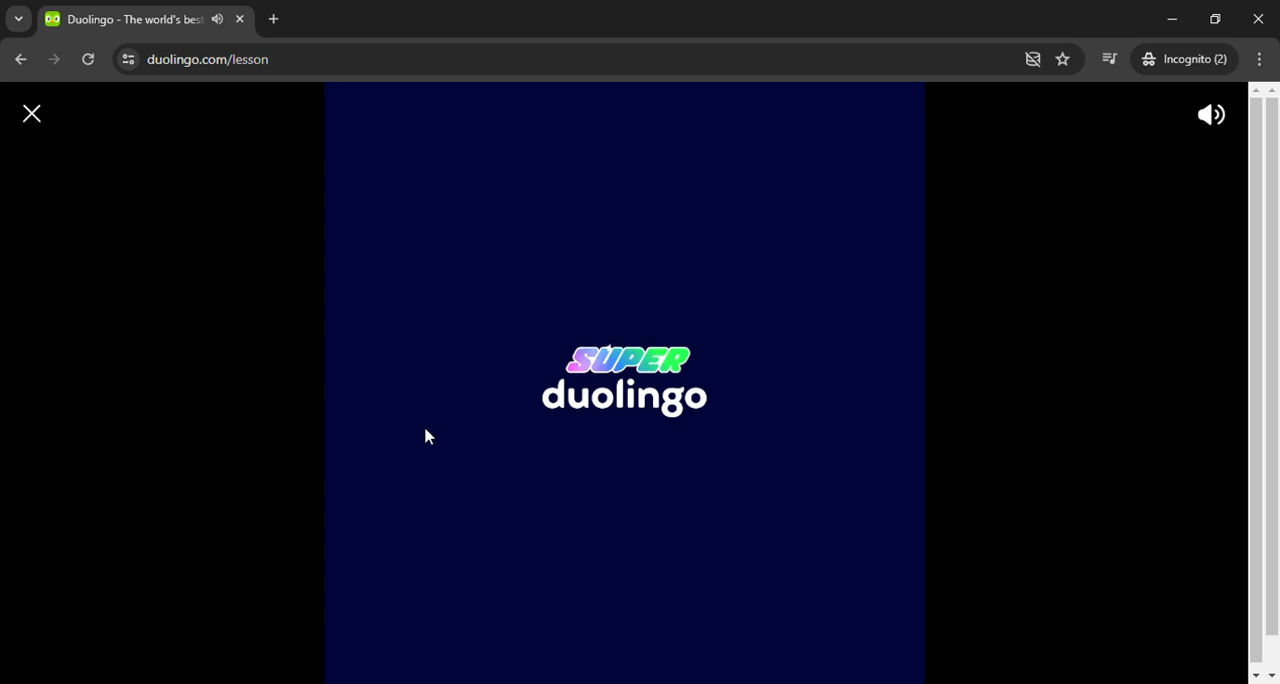 Duolingo - The world's best
duolingo.com/lesson
Incognito (2)
SUPER
duolingo